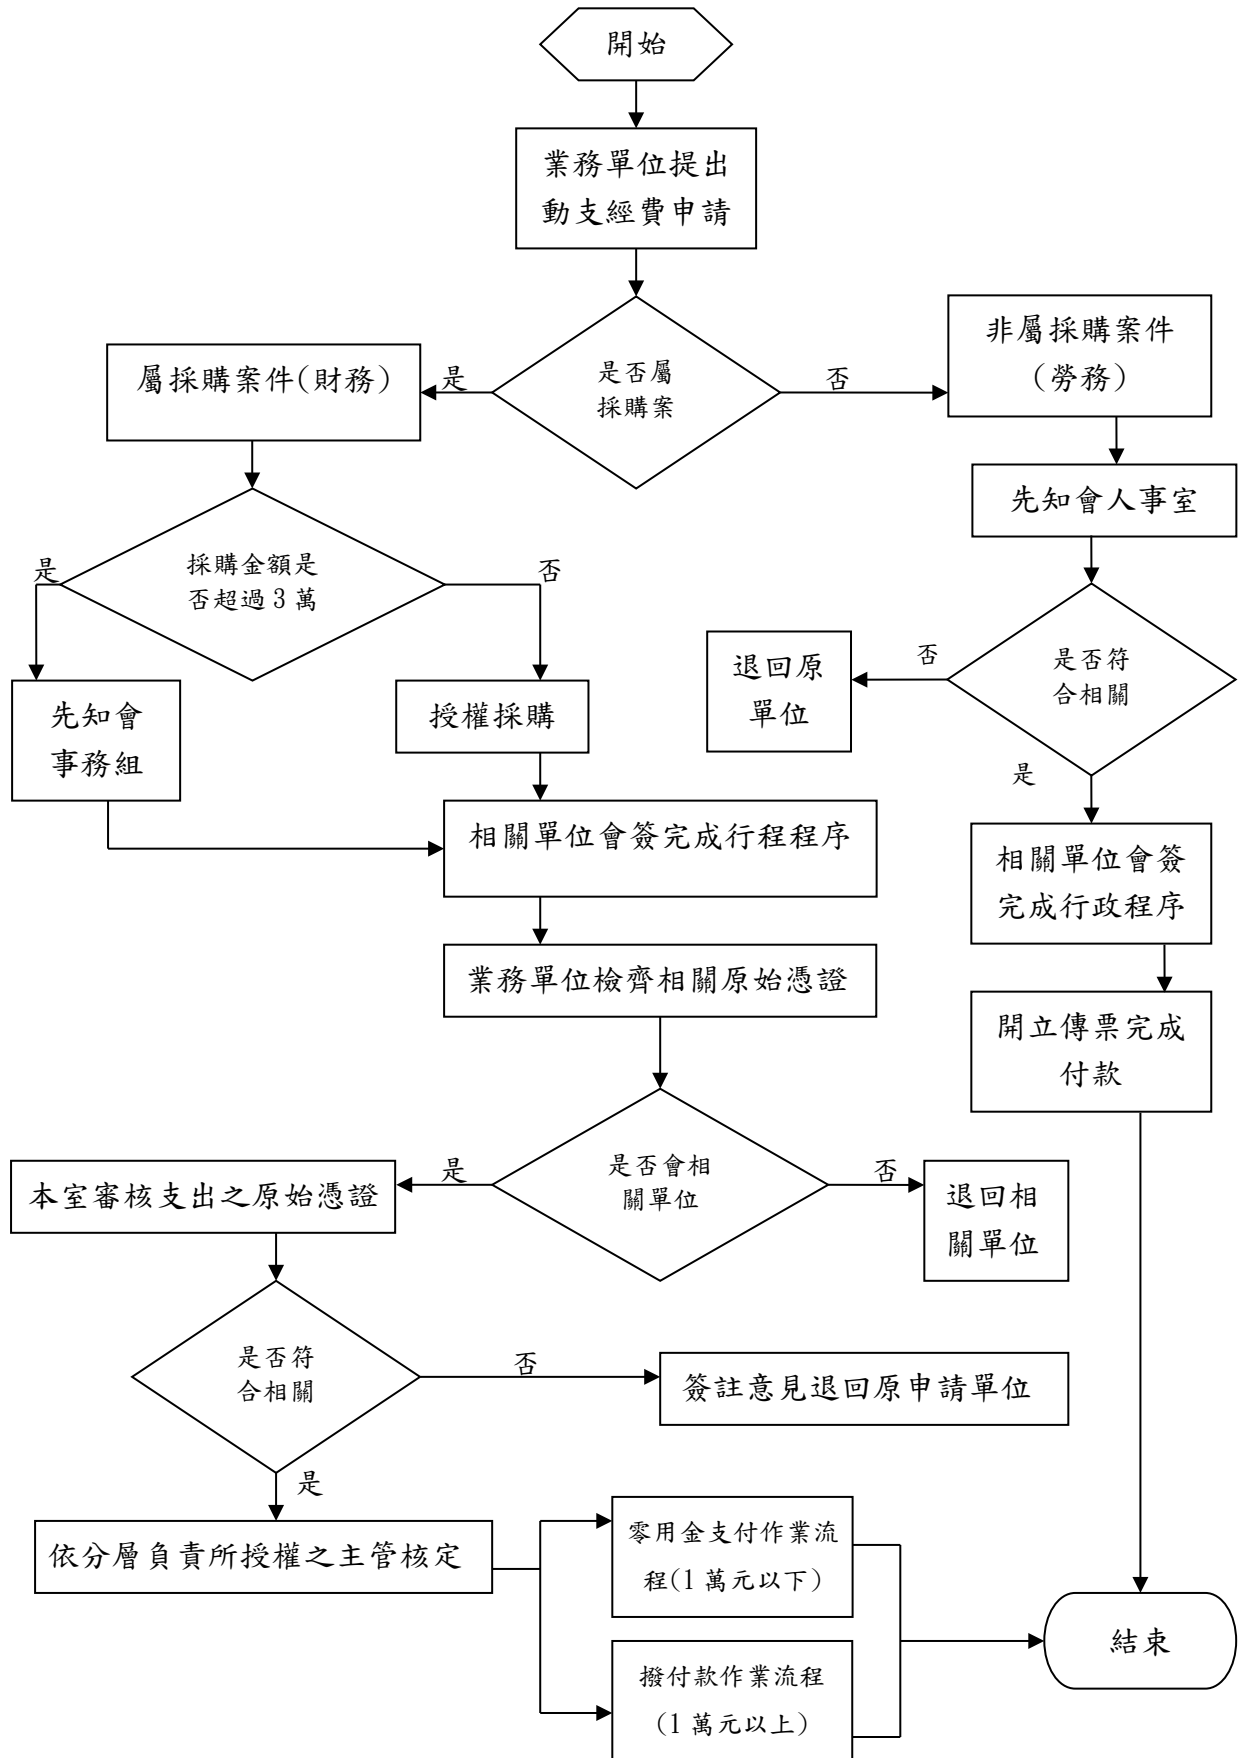 開始
業務單位提出
動支經費申請
是否屬
採購案
是
否
屬採購案件(財務)
非屬採購案件
(勞務)
先知會人事室
採購金額是
否超過3萬
是
否
是否符
合相關
否
是
退回原
單位
先知會
事務組
授權採購
相關單位會簽完成行程程序
相關單位會簽
完成行政程序
業務單位檢齊相關原始憑證
開立傳票完成
付款
是否會相
關單位
是
否
本室審核支出之原始憑證
退回相
關單位
是否符
合相關
否
是
簽註意見退回原申請單位
依分層負責所授權之主管核定
零用金支付作業流
程(1萬元以下)
撥付款作業流程
(1萬元以上)
結束